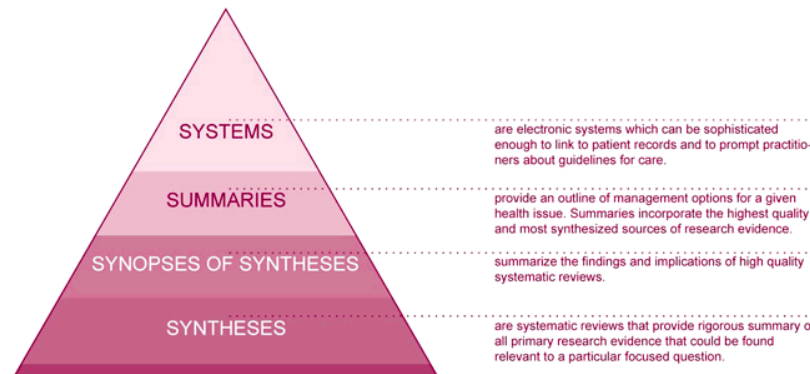 SYSTEMS
are electronic systems which can be sophisticated
enough to link to patient records and to prompt practitio-
ners about guidelines for care.
SUMMARIES
provide an outline of management options for a given
health issue. Summaries incorporate the highest quality
and most synthesized sources of research evidence.
SYNOPSES OF SYNTHESES
summarize the findings and implications of high quality
systematic reviews.
SYNTHESES
are systematic reviews that provide rigorous summary o
all primary research evidence that could be found
relevant to a particular focused question.